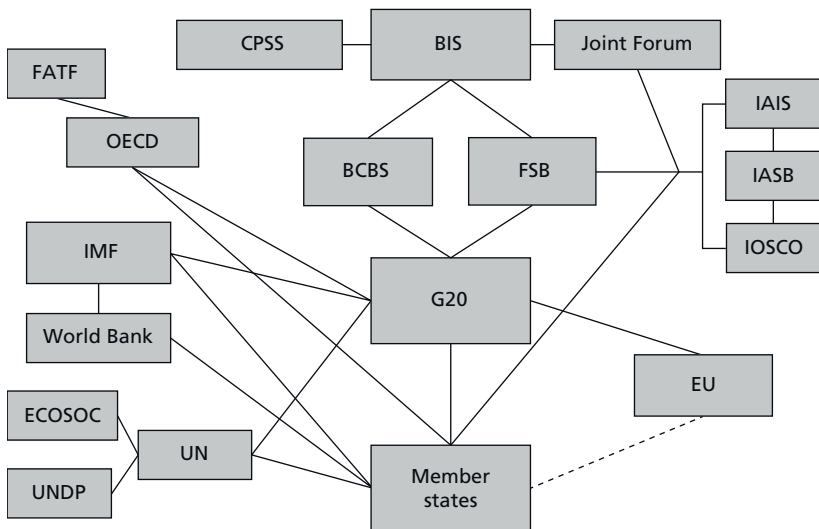 CPSS
BIS
Joint Forum
FATF
IAIS
OECD
BCBS
FSB
IASB
IOSCO
IMF
G20
World Bank
EU
ECOSOC
UN
UNDP
Member
states